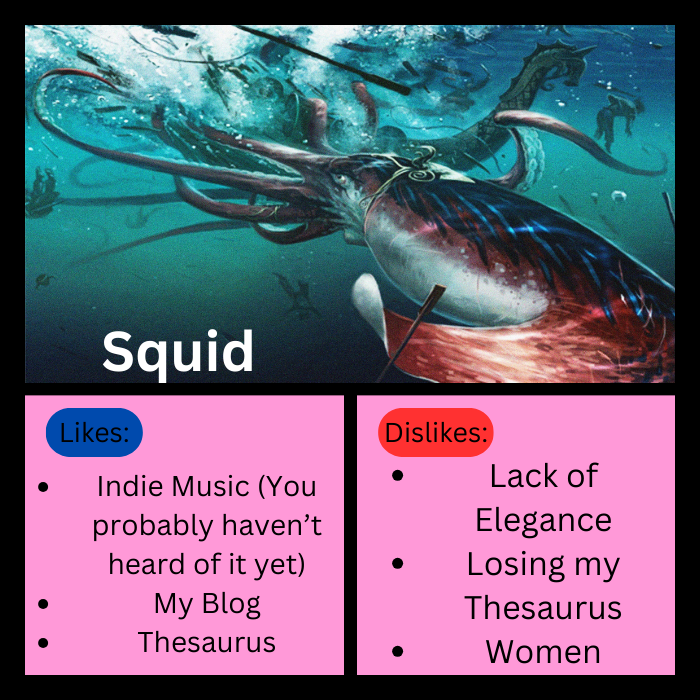 Squid
Likes:
• Indie Music (You
probably haven’t
heard of it yet)
• My Blog
• Thesaurus
Dislikes:
• Lack of
Elegance
• Losing my
Thesaurus
• Women